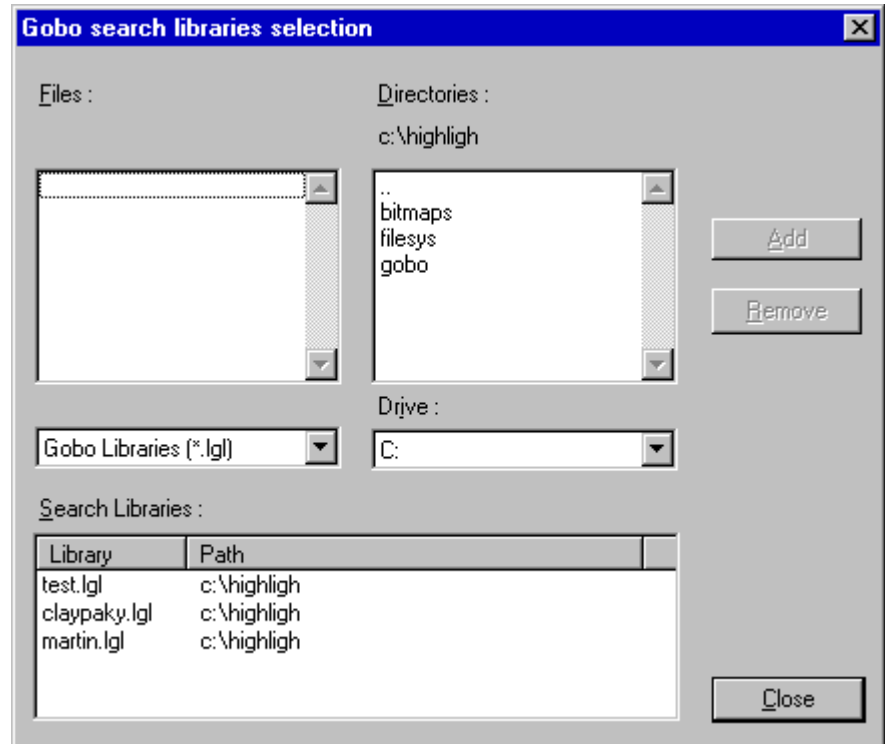 Gobo search libraries selection
Files :
Directories :
c:\highligh
..
bitmaps
filesys
gobo
Add
Remove
Drive :
Gobo Libraries (*.lgl)
C:
Search Libraries :
Library Path
test.lgl c:\highligh
claypaky.lgl c:\highligh
martin.lgl c:\highligh
Close